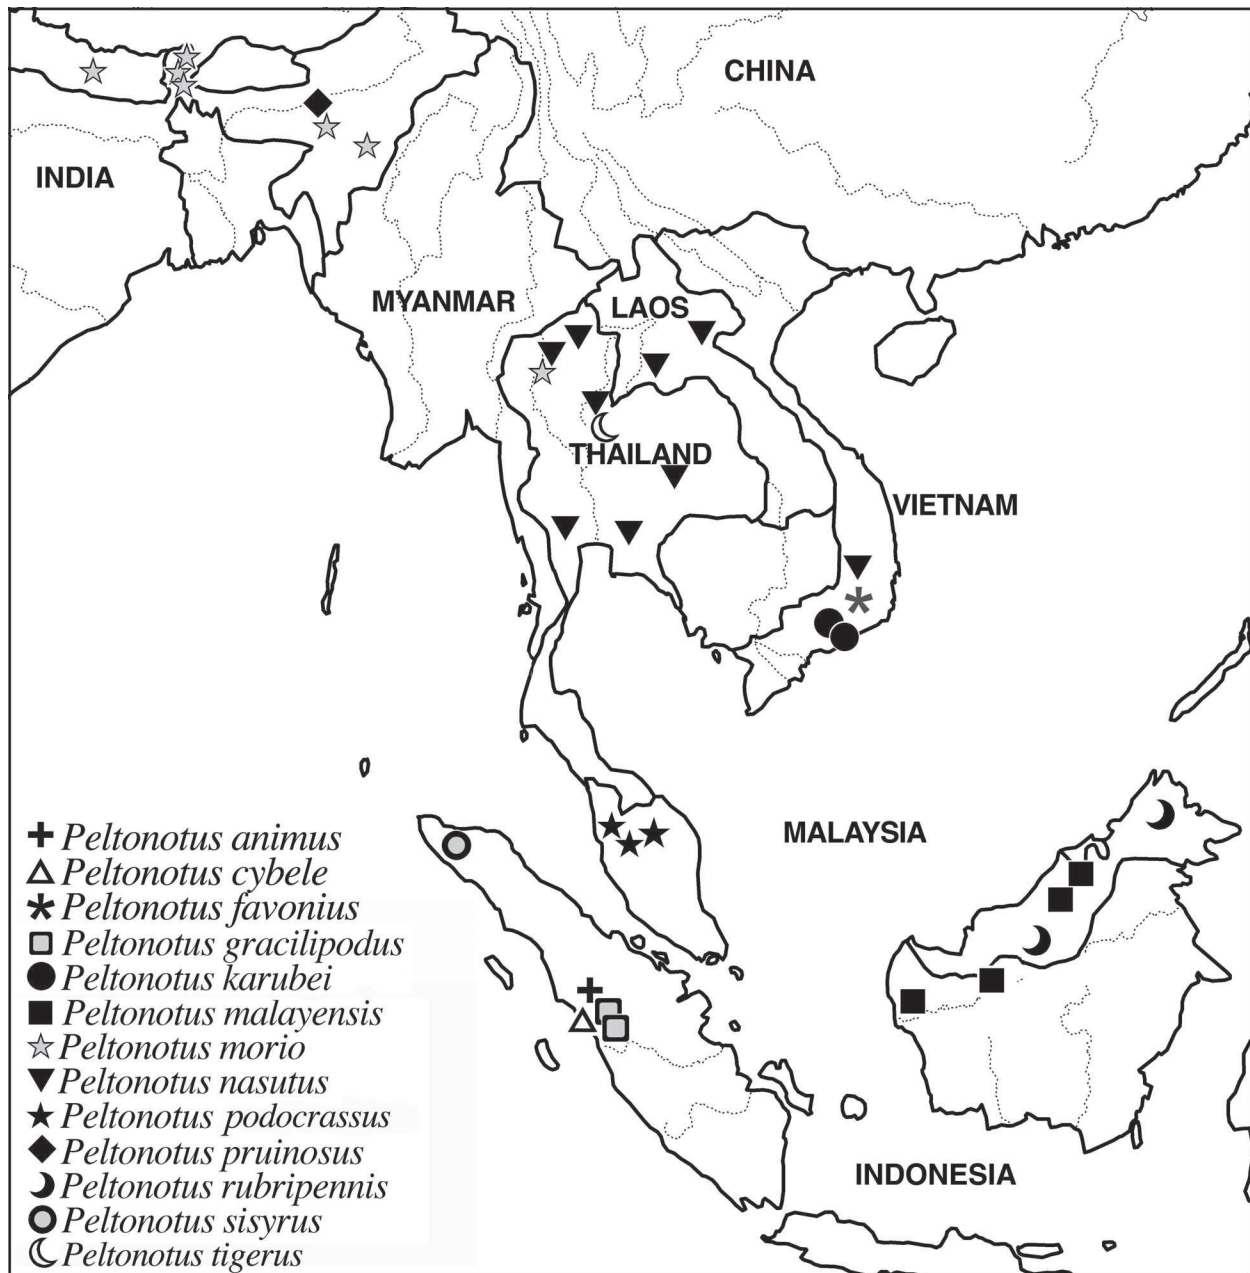 CHINA
INDIA
MYANMAR
LAOS
THAILAND
VIETNAM
MALAYSIA
INDONESIA
Peltonotus animus
Peltonotus cybele
Peltonotus favonius
Peltonotus gracilipodus
Peltonotus karubei
Peltonotus malayensis
Peltonotus morio
Peltonotus nasutus
Peltonotus podocrassus
Peltonotus pruinosus
Peltonotus rubripennis
Peltonotus sisyrus
Peltonotus tigerus